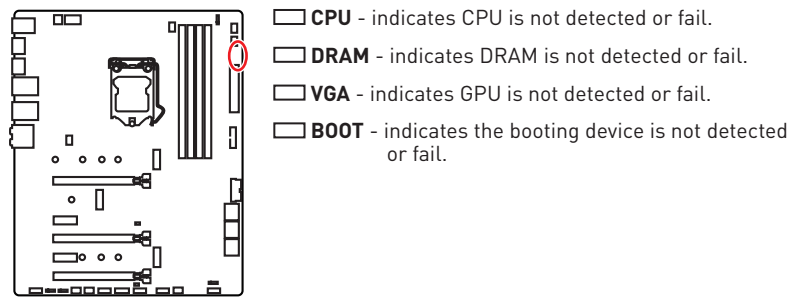 CPU - indicates CPU is not detected or fail.
DRAM - indicates DRAM is not detected or fail.
VGA - indicates GPU is not detected or fail.
BOOT - indicates the booting device is not detected
or fail.